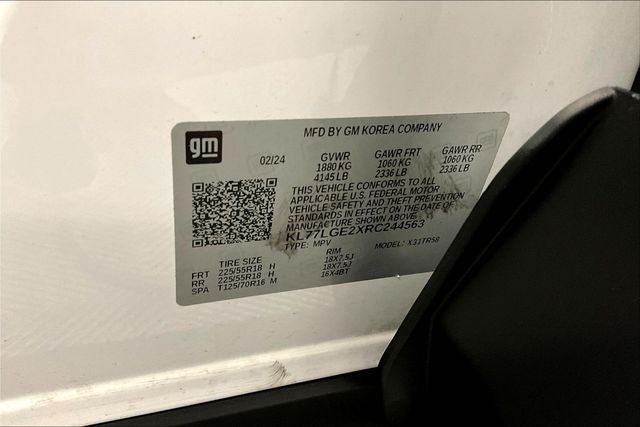 gm
MFD BY GM KOREA COMPANY
02/24
GVWR GAWR FRT GAWR RR
1880 KG 1060 KG 1060 KG
4145 LB 2336 LB 2336 LB
THIS VEHICLE CONFORMS TO ALL
APPLICABLE U.S. FEDERAL MOTOR
VEHICLE SAFETY AND THEFT PREVENTION
STANDARDS IN EFFECT ON THE DATE OF
MANUFACTURE SHOWN ABOVE.
KL77LGE2XRC244563
TYPE: MPV MODEL: X31TR58
TIRE SIZE RIM
FRT 225/55R18 H 18X7.5J
RR 225/55R18 H 18X7.5J
SPA T125/70R16 M 16X4BT